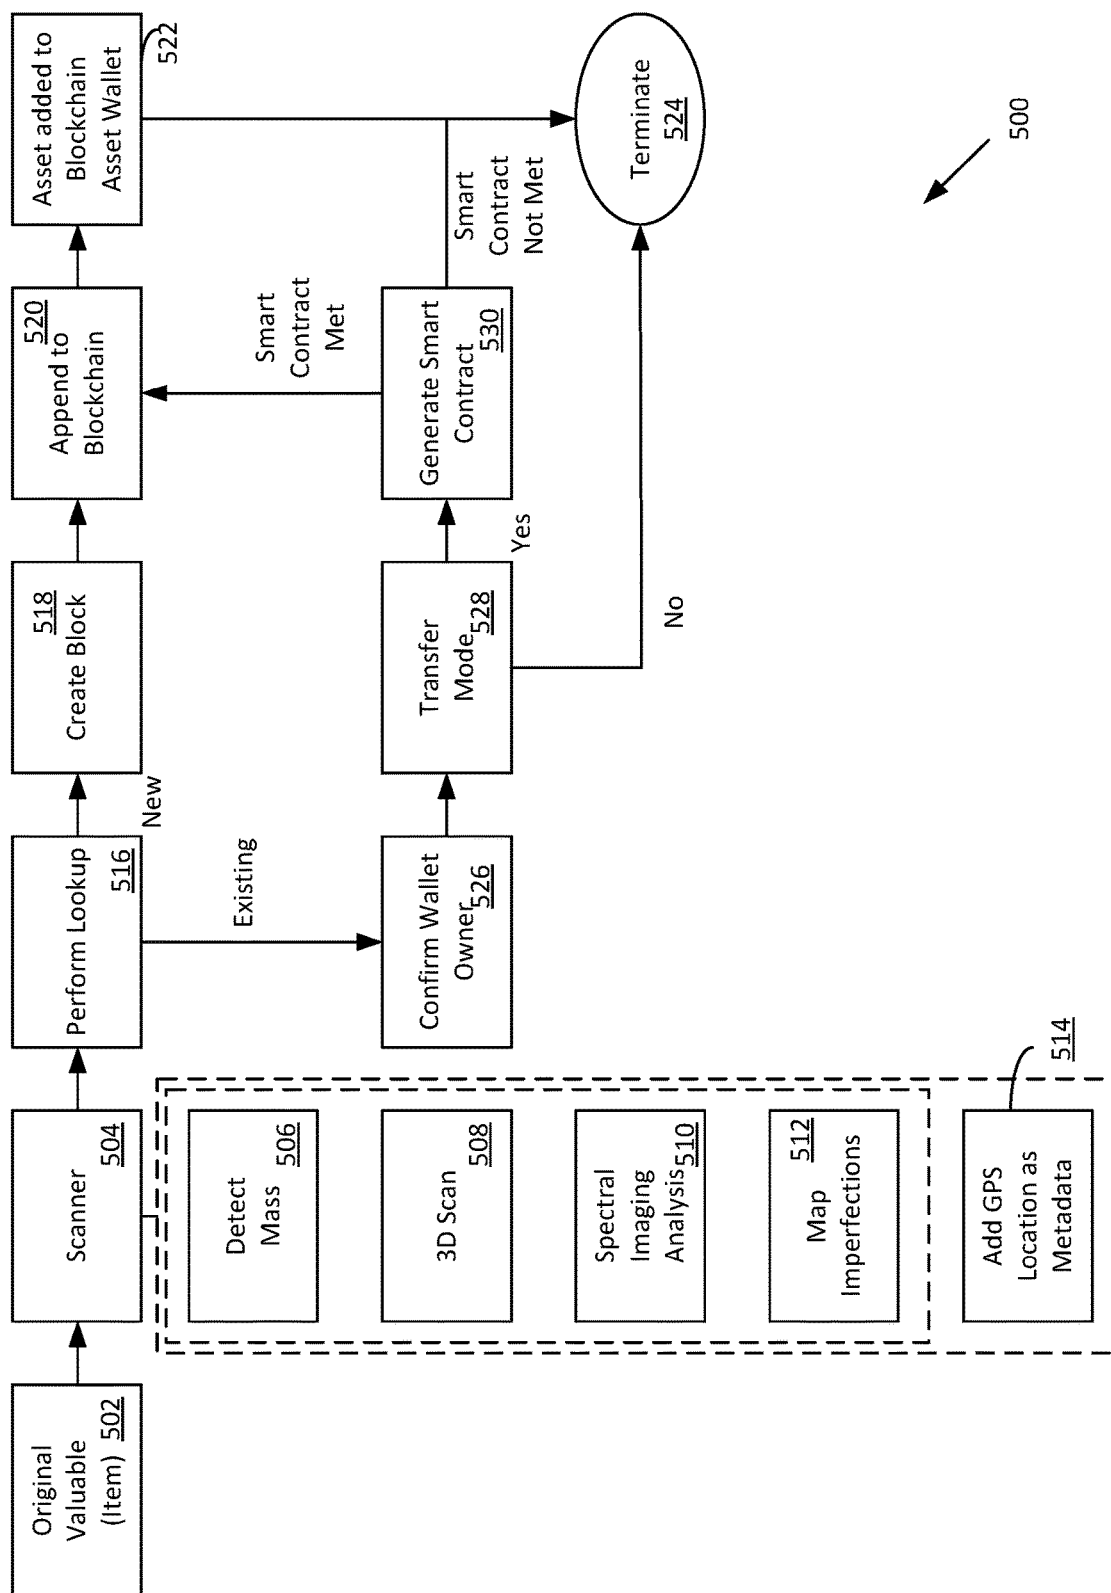 Original
Valuable
(Item) 502
Scanner
504
Perform Lookup
516
New
Create Block
518
Append to
Blockchain
520
Asset added to
Blockchain
Asset Wallet
522
Existing
Confirm Wallet
Owner
526
Transfer
Mode
528
Yes
No
Generate Smart
Contract
530
Smart
Contract
Met
Smart
Contract
Not Met
Terminate
524
Detect
Mass
506
3D Scan
508
Spectral
Imaging
Analysis 510
Map
Imperfections
512
Add GPS
Location as
Metadata
514
500